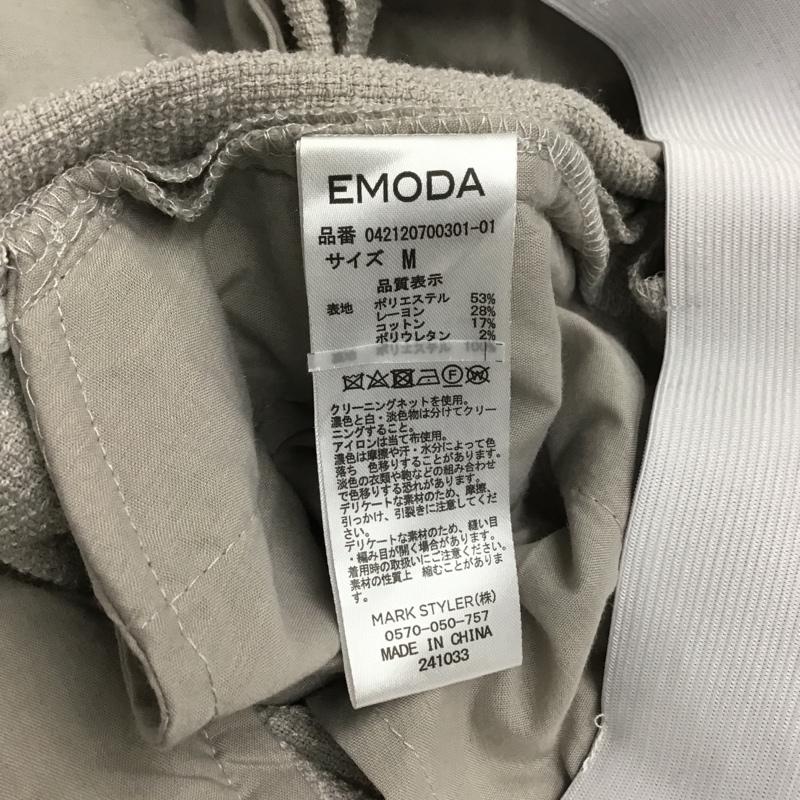 EMODA
品番 042120700301-01
サイズ M
品質表示
表地 ポリエステル 53%
レーヨン 28%
コットン 17%
ポリウレタン 2%
ポリエステル 100%
F W
クリーニングネットを使用。
濃色と白・淡色物は分けてクリー
ニングすること。
アイロンは当て布使用。
濃色は摩擦や汗・水分によって色
落ち 色移りすることがあります。
淡色の衣類や鞄などの組み合わせ
で色移りする恐れがあります。
デリケートな素材のため、摩擦、
引っかけ、引裂きに注意してくだ
さい。
デリケートな素材のため、縫い目
・編み目が開く場合があります。
着用時の取扱いにご注意ください。
素材の性質上 縮むことがありま
す。
MARK STYLER(株)
0570-050-757
MADE IN CHINA
241033